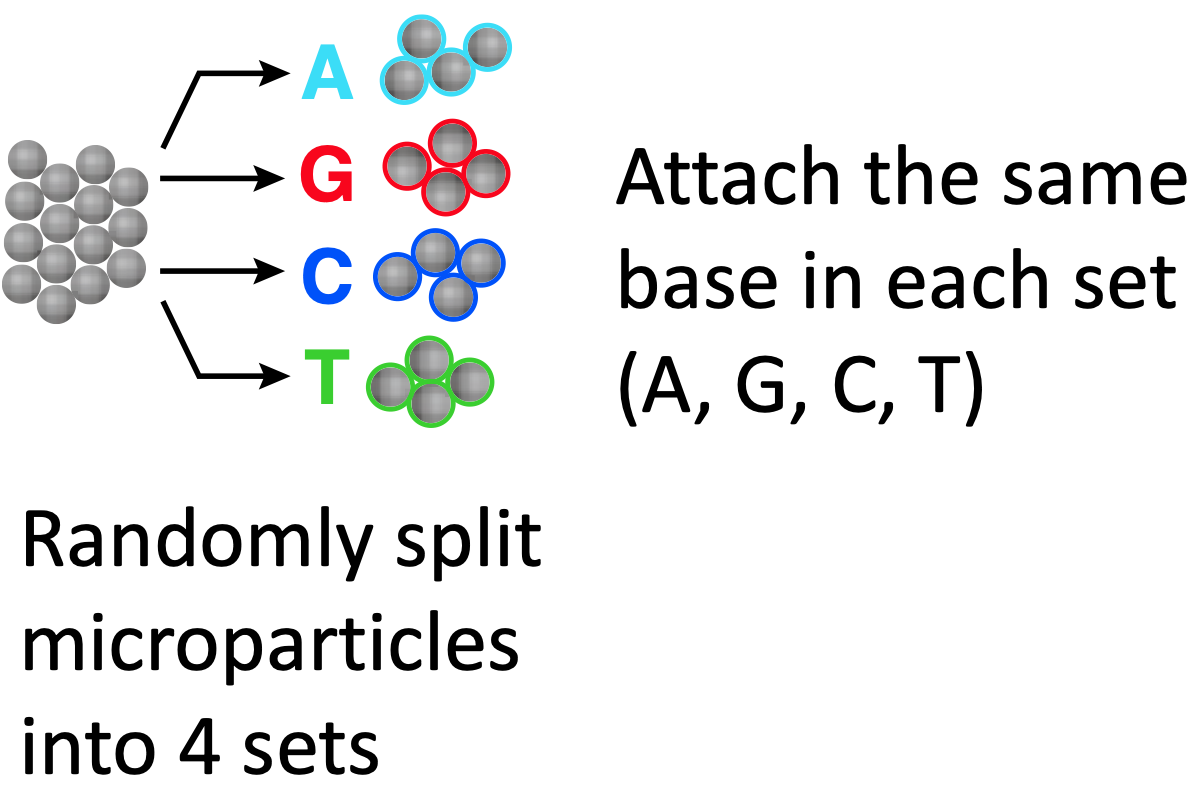 A
G
C
T
Attach the same
base in each set
(A, G, C, T)
Randomly split
microparticles
into 4 sets